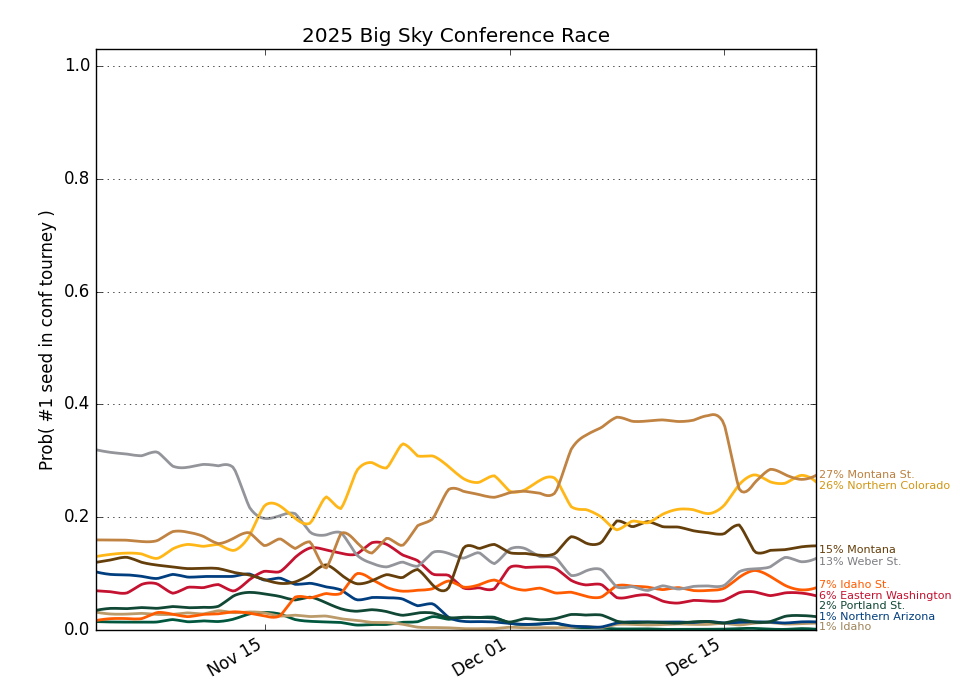 2025 Big Sky Conference Race
Prob( #1 seed in conf tourney )
1.0
0.8
0.6
0.4
0.2
0.0
Nov 15
Dec 01
Dec 15
27% Montana St.
26% Northern Colorado
15% Montana
13% Weber St.
7% Idaho St.
6% Eastern Washington
2% Portland St.
1% Northern Arizona
1% Idaho